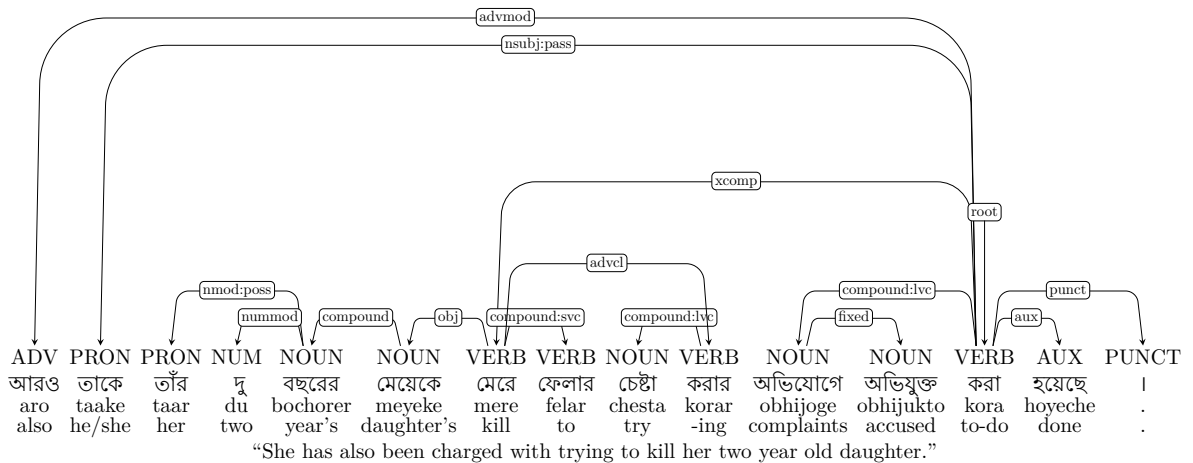 advmod
nsubj:pass
xcomp
root
advcl
nmod:poss compound:lvc punct
nummod compound obj compound:svc compound:lvc fixed aux
ADV PRON PRON NUM NOUN NOUN VERB VERB NOUN VERB NOUN NOUN VERB AUX PUNCT
আরও তাকে তাঁর দু বছরের মেয়েকে মেরে ফেলার চেষ্টা করার অভিযোগে অভিযুক্ত করা হয়েছে ।
aro taake taar du bochorer meyeke mere felar chesta korar obhijoge obhijukto kora hoyeche .
also he/she her two year's daughter's kill to try -ing complaints accused to-do done .
“She has also been charged with trying to kill her two year old daughter.”